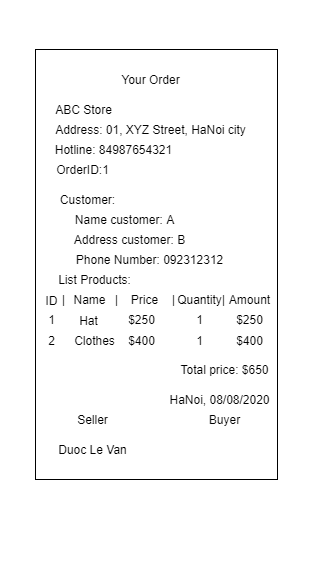 Your Order
ABC Store
Address: 01, XYZ Street, HaNoi city
Hotline: 84987654321
OrderID:1
Customer:
Name customer: A
Address customer: B
Phone Number: 092312312
List Products:
ID | Name | Price | Quantity| Amount
1 Hat $250 1 $250
2 Clothes $400 1 $400
Total price: $650
HaNoi, 08/08/2020
Seller Buyer
Duoc Le Van